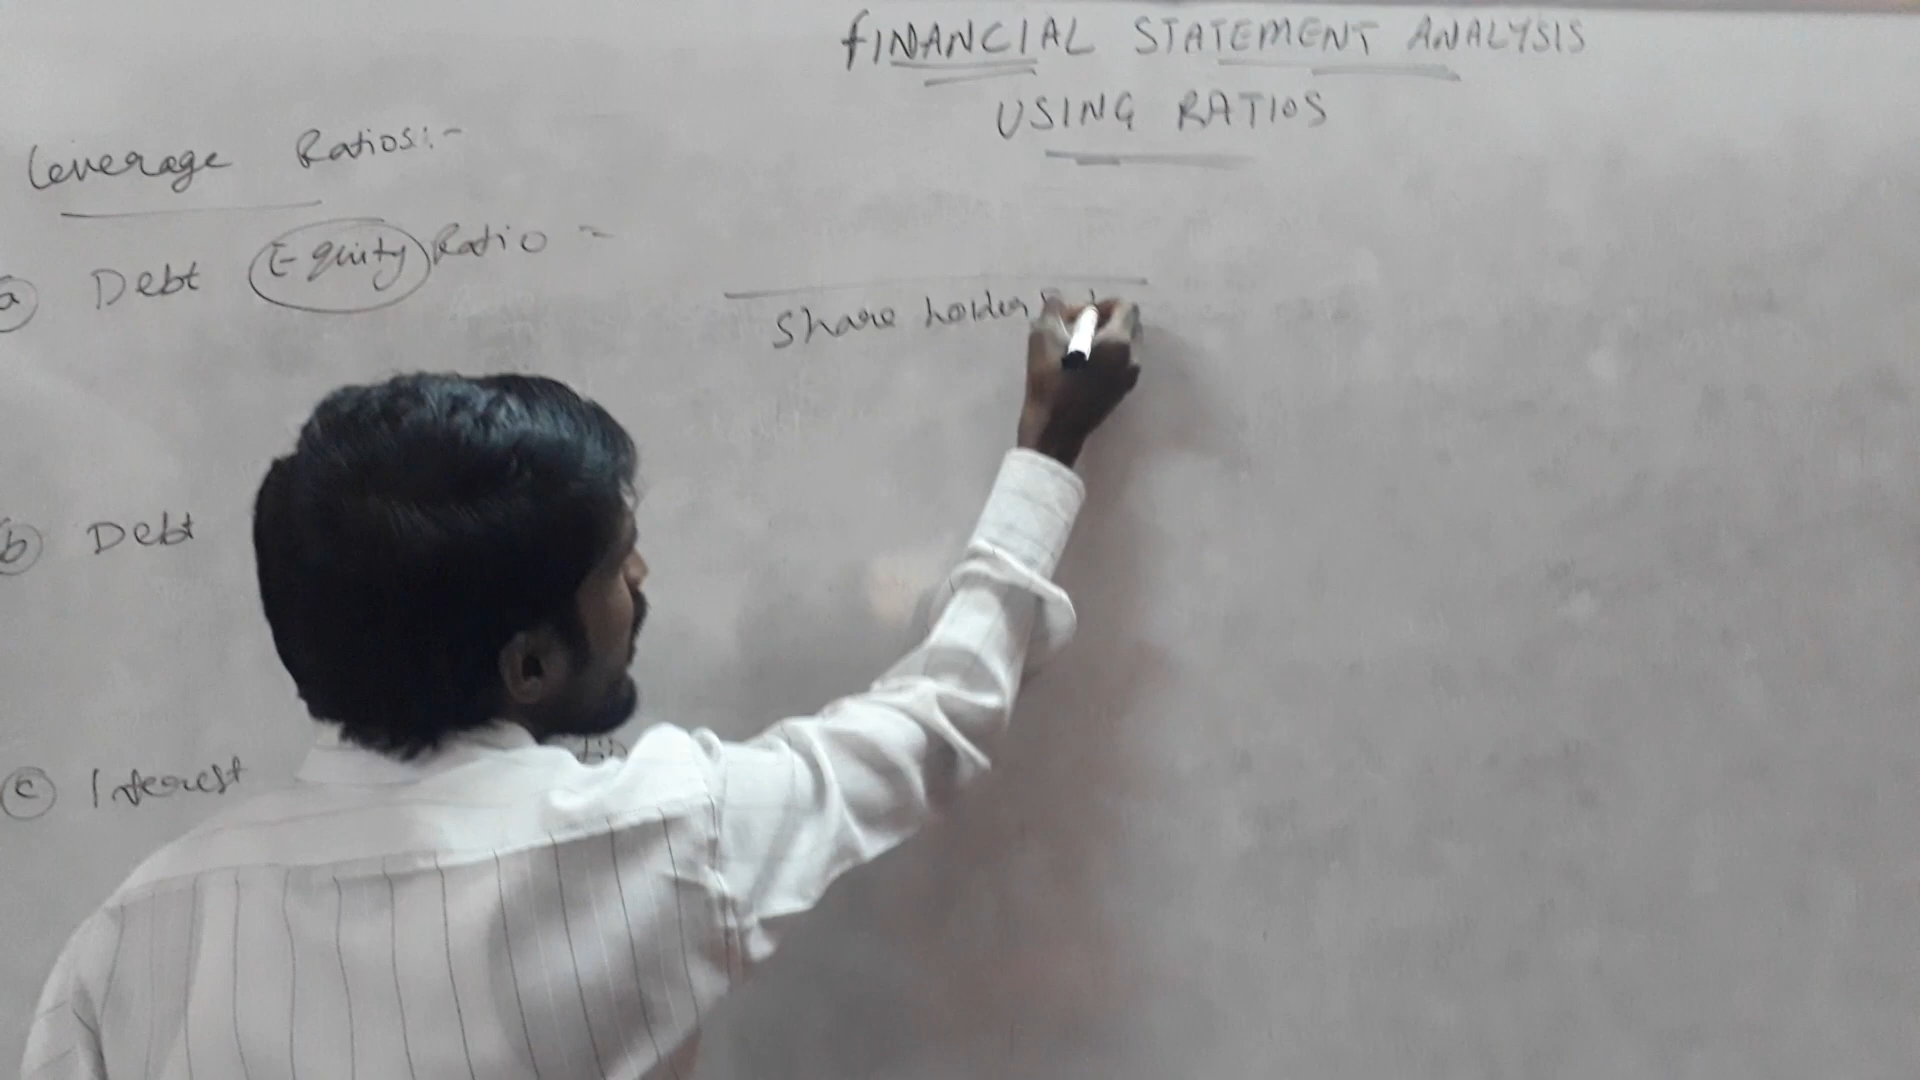 FINANCIAL STATEMENT ANALYSIS
USING RATIOS
Leverage Ratios:-
a Debt Equity Ratio =
Share holder
b Debt
c Interest